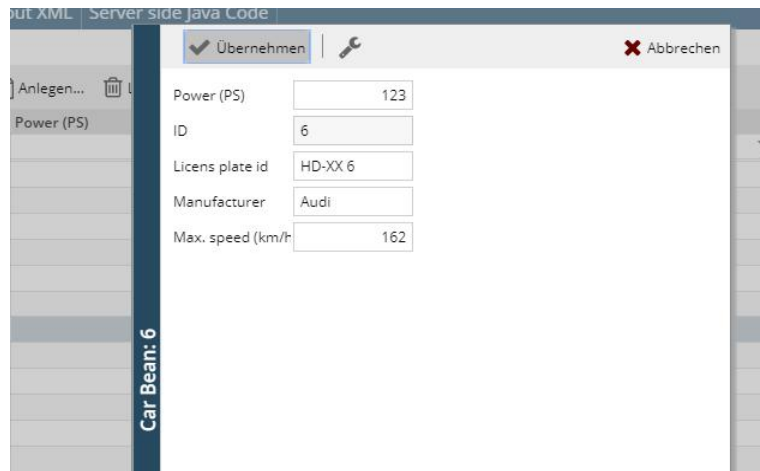 out XML Server side Java Code
Übernehmen Abbrechen
Anlegen...
Power (PS)
Power (PS) 123
ID 6
Licens plate id HD-XX 6
Manufacturer Audi
Max. speed (km/h 162
Car Bean: 6